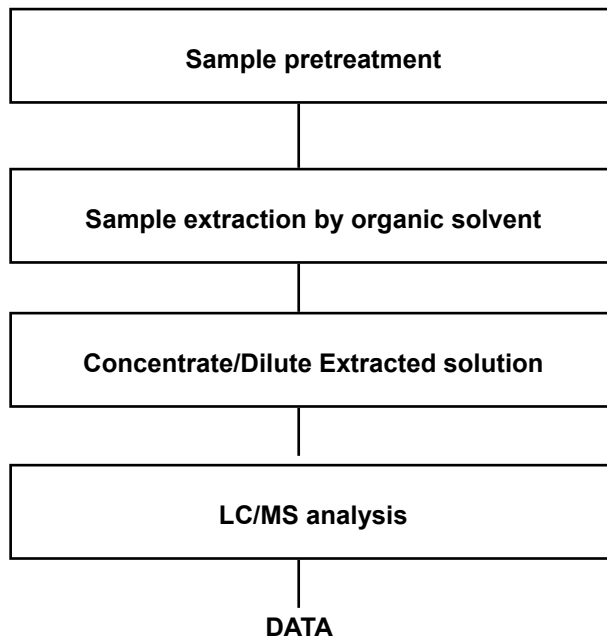 Sample pretreatment
Sample extraction by organic solvent
Concentrate/Dilute Extracted solution
LC/MS analysis
DATA